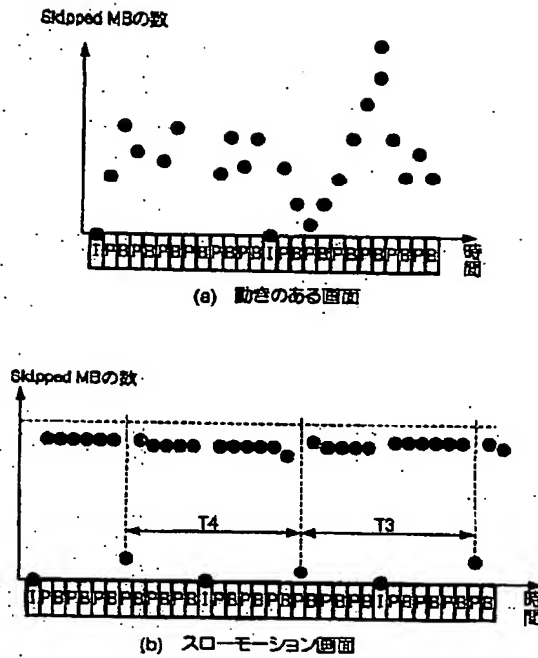 Skipped MBの数
IPBPBPBPBPBPBIPBPBPBPBPBPB
時間
(a) 動きのある画面
Skipped MBの数
T4
T3
IPBPBPBPBPBPBIPBPBPBPBPBPBIPBPBPBPB
時間
(b) スローモーション画面